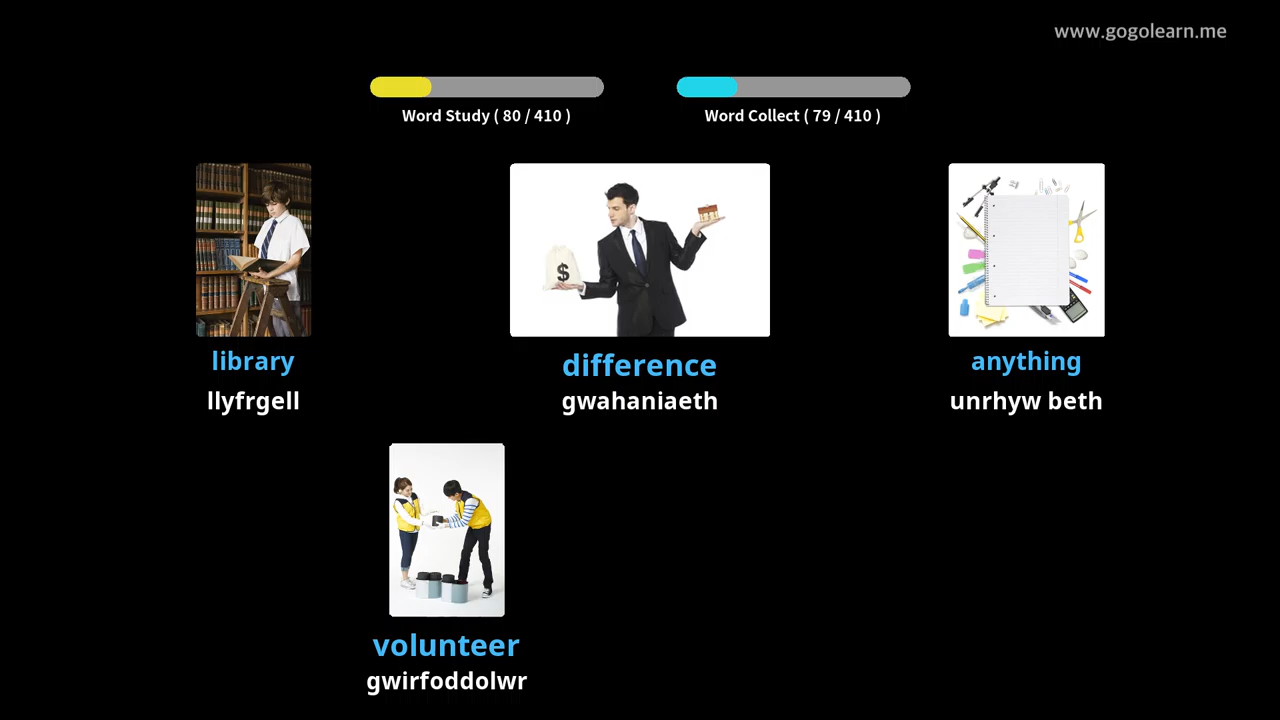 www.gogolearn.me
Word Study ( 80 / 410 )
Word Collect ( 79 / 410 )
$
library
llyfrgell
difference
gwahaniaeth
anything
unrhyw beth
volunteer
gwirfoddolwr